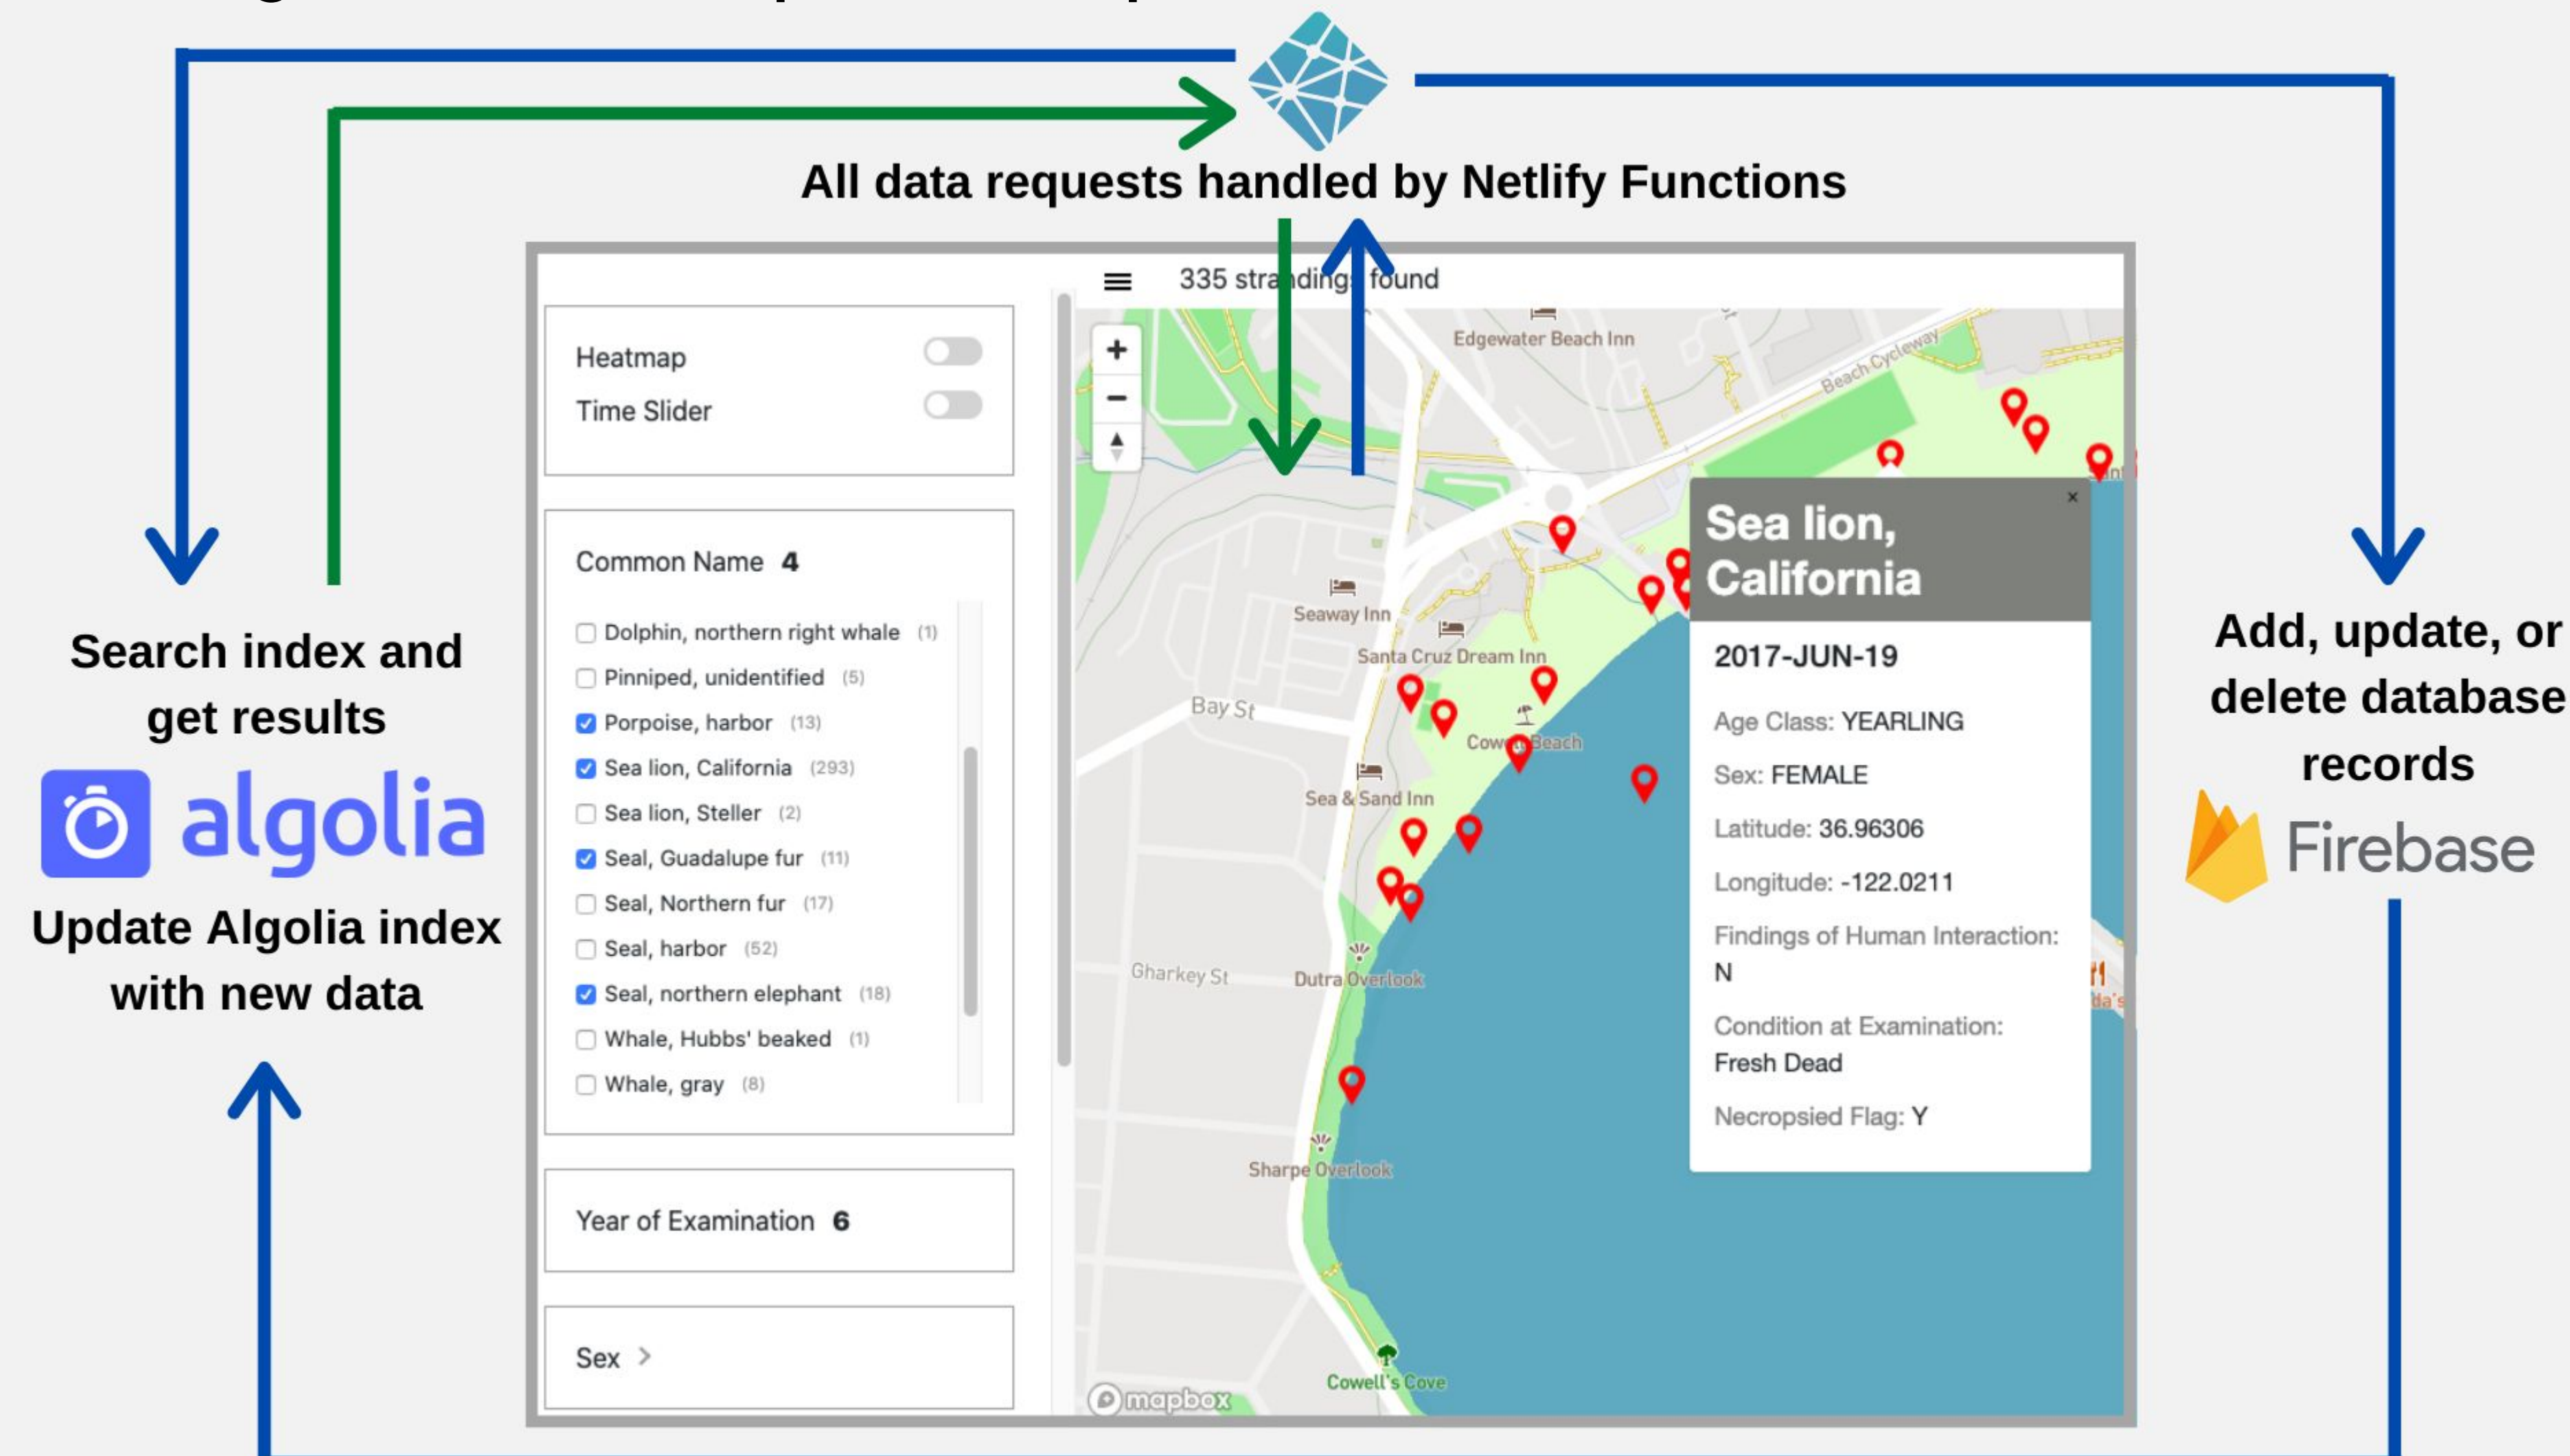 All data requests handled by Netlify Functions
335 strandings found
Heatmap
Time Slider
Common Name 4
Dolphin, northern right whale (1)
Pinniped, unidentified (5)
Porpoise, harbor (13)
Sea lion, California (293)
Sea lion, Steller (2)
Seal, Guadalupe fur (11)
Seal, Northern fur (17)
Seal, harbor (52)
Seal, northern elephant (18)
Whale, Hubbs' beaked (1)
Whale, gray (8)
Year of Examination 6
Sex >
Edgewater Beach Inn
Beach Cycleway
Seaway Inn
Santa Cruz Dream Inn
Bay St
Cowell Beach
Sea & Sand Inn
Gharkey St
Dutra Overlook
Sharpe Overlook
Cowell's Cove
mapbox
Sea lion,
California
×
2017-JUN-19
Age Class: YEARLING
Sex: FEMALE
Latitude: 36.96306
Longitude: -122.0211
Findings of Human Interaction:
N
Condition at Examination:
Fresh Dead
Necropsied Flag: Y
Search index and
get results
algolia
Update Algolia index
with new data
Add, update, or
delete database
records
Firebase